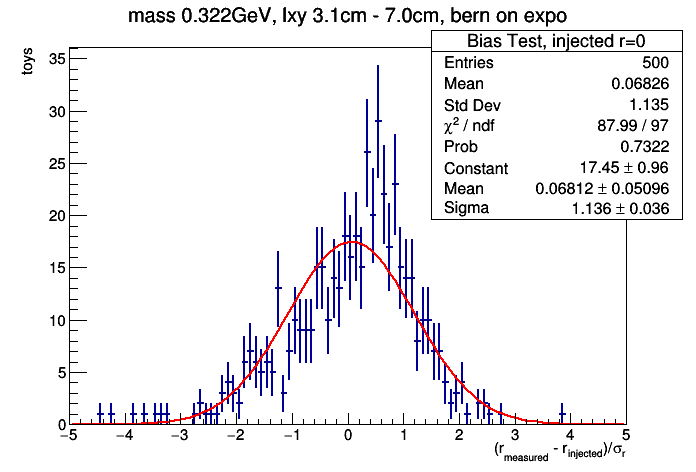 mass 0.322GeV, lxy 3.1cm - 7.0cm, bern on expo
toys
Bias Test, injected r=0
Entries 500
Mean 0.06826
Std Dev 1.135
χ² / ndf 87.99 / 97
Prob 0.7322
Constant 17.45 ± 0.96
Mean 0.06812 ± 0.05096
Sigma 1.136 ± 0.036
35
30
25
20
15
10
5
0
−5 −4 −3 −2 −1 0 1 2 3 4 5
(r_measured - r_injected)/σ_r